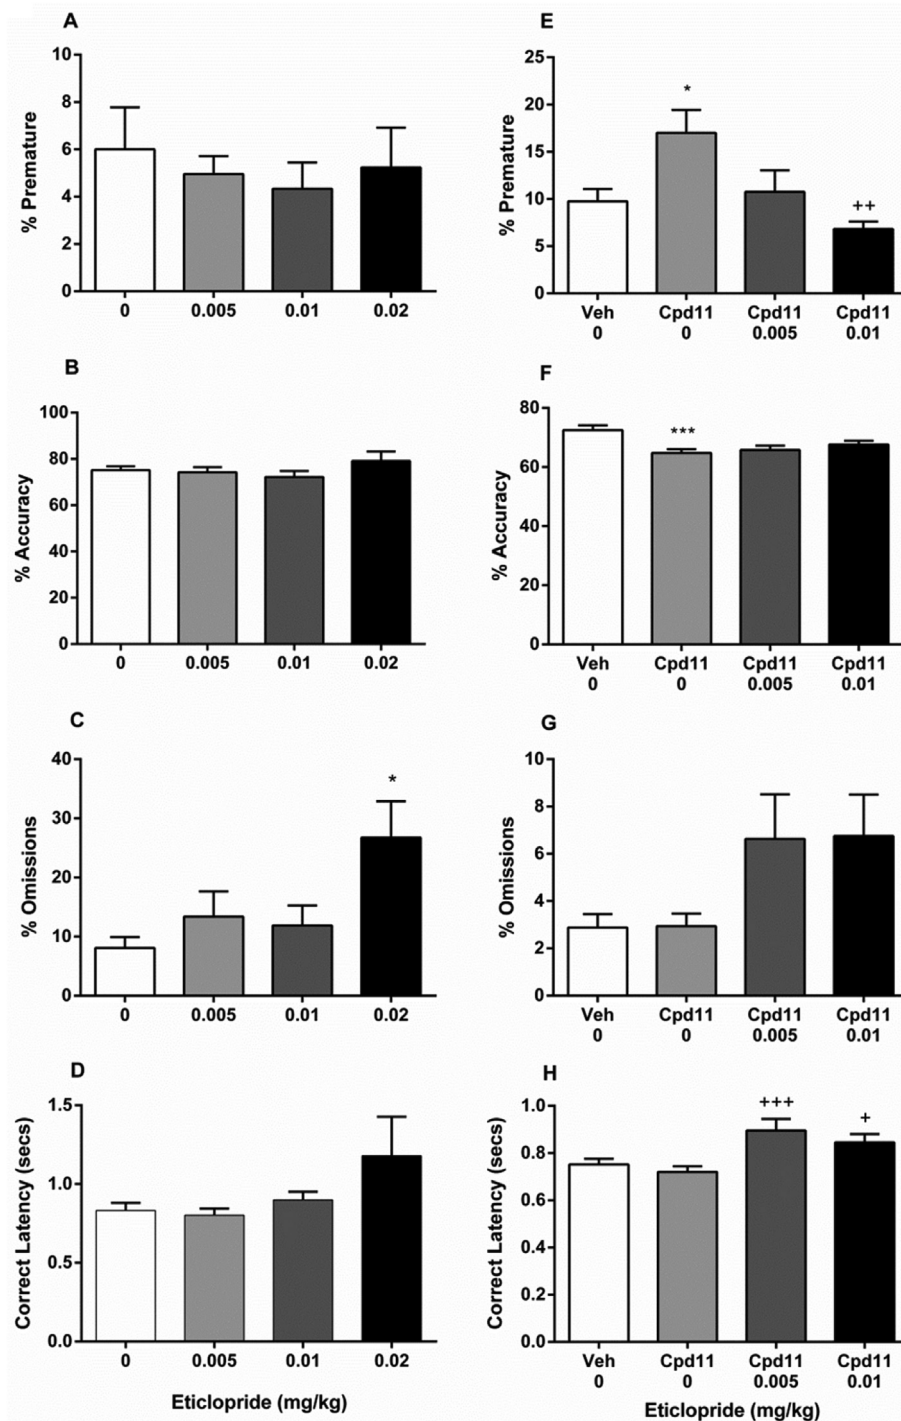 A
% Premature
10
8
6
4
2
0
0 0.005 0.01 0.02
E
% Premature
25
20
15
10
5
0
*
++
Veh Cpd11 Cpd11 Cpd11
0 0 0.005 0.01
B
% Accuracy
100
80
60
40
20
0
0 0.005 0.01 0.02
F
% Accuracy
80
60
40
20
0
***
Veh Cpd11 Cpd11 Cpd11
0 0 0.005 0.01
C
% Omissions
40
30
20
10
0
*
0 0.005 0.01 0.02
G
% Omissions
10
8
6
4
2
0
Veh Cpd11 Cpd11 Cpd11
0 0 0.005 0.01
D
Correct Latency (secs)
1.5
1.0
0.5
0.0
0 0.005 0.01 0.02
Eticlopride (mg/kg)
H
Correct Latency (secs)
1.0
0.8
0.6
0.4
0.2
0.0
+++
+
Veh Cpd11 Cpd11 Cpd11
0 0 0.005 0.01
Eticlopride (mg/kg)